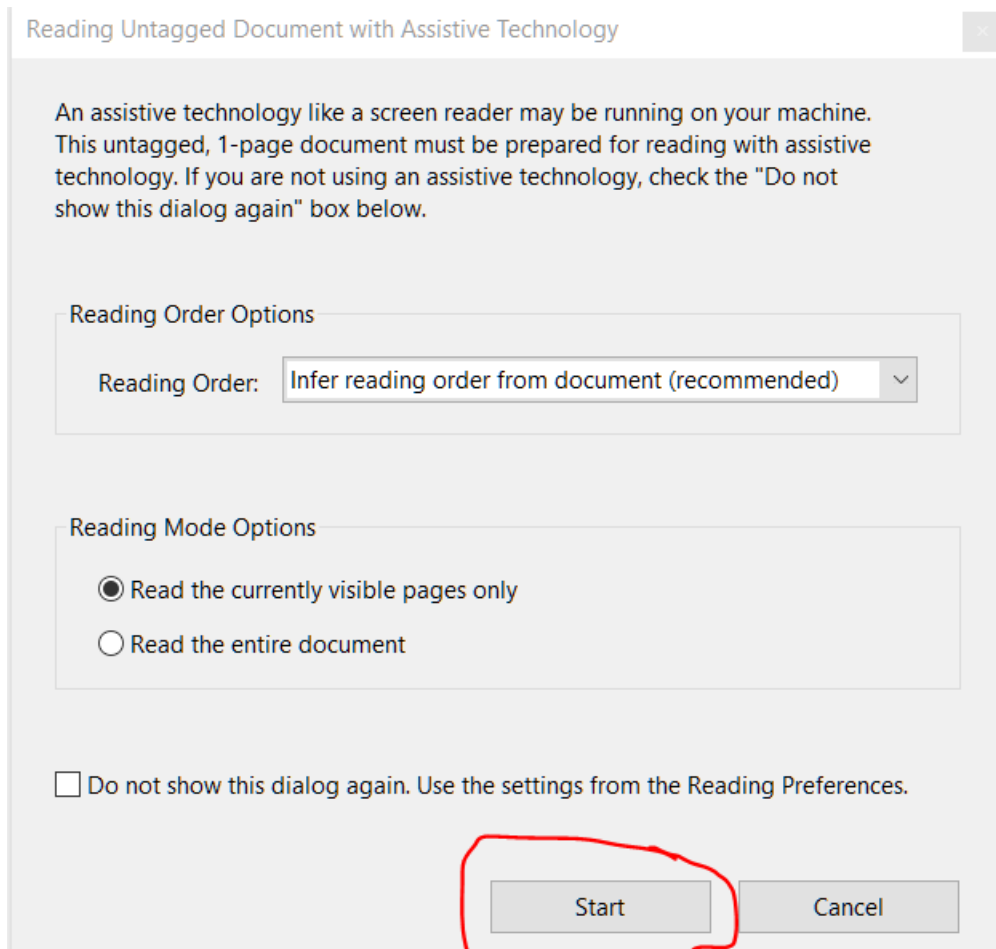 Reading Untagged Document with Assistive Technology
An assistive technology like a screen reader may be running on your machine.
This untagged, 1-page document must be prepared for reading with assistive
technology. If you are not using an assistive technology, check the "Do not
show this dialog again" box below.
Reading Order Options
Reading Order: Infer reading order from document (recommended)
Reading Mode Options
Read the currently visible pages only
Read the entire document
Do not show this dialog again. Use the settings from the Reading Preferences.
Start Cancel